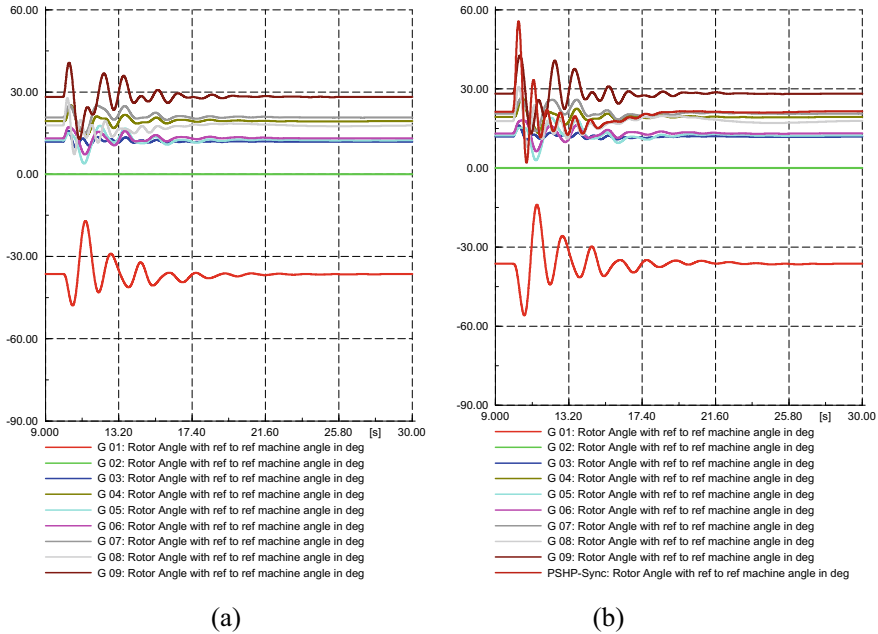 60.00
30.00
0.00
-30.00
-60.00
-90.00
9.000 13.20 17.40 21.60 25.80 [s] 30.00
G 01: Rotor Angle with ref to ref machine angle in deg
G 02: Rotor Angle with ref to ref machine angle in deg
G 03: Rotor Angle with ref to ref machine angle in deg
G 04: Rotor Angle with ref to ref machine angle in deg
G 05: Rotor Angle with ref to ref machine angle in deg
G 06: Rotor Angle with ref to ref machine angle in deg
G 07: Rotor Angle with ref to ref machine angle in deg
G 08: Rotor Angle with ref to ref machine angle in deg
G 09: Rotor Angle with ref to ref machine angle in deg
(a)
60.00
30.00
0.00
-30.00
-60.00
-90.00
9.000 13.20 17.40 21.60 25.80 [s] 30.00
G 01: Rotor Angle with ref to ref machine angle in deg
G 02: Rotor Angle with ref to ref machine angle in deg
G 03: Rotor Angle with ref to ref machine angle in deg
G 04: Rotor Angle with ref to ref machine angle in deg
G 05: Rotor Angle with ref to ref machine angle in deg
G 06: Rotor Angle with ref to ref machine angle in deg
G 07: Rotor Angle with ref to ref machine angle in deg
G 08: Rotor Angle with ref to ref machine angle in deg
G 09: Rotor Angle with ref to ref machine angle in deg
PSHP-Sync: Rotor Angle with ref to ref machine angle in deg
(b)